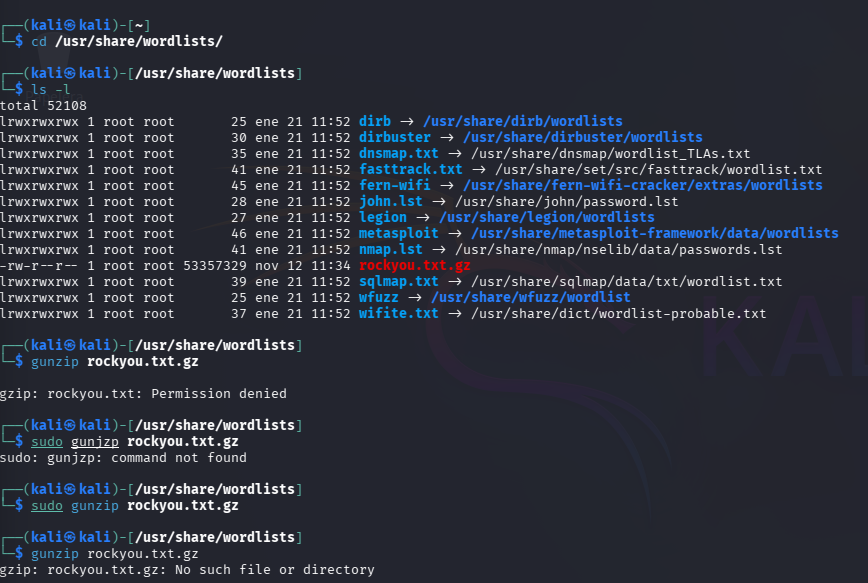 ┌──(kali㉿kali)-[~]
└─$ cd /usr/share/wordlists/
┌──(kali㉿kali)-[/usr/share/wordlists]
└─$ ls -l
total 52108
lrwxrwxrwx 1 root root       25 ene 21 11:52 dirb → /usr/share/dirb/wordlists
lrwxrwxrwx 1 root root       30 ene 21 11:52 dirbuster → /usr/share/dirbuster/wordlists
lrwxrwxrwx 1 root root       35 ene 21 11:52 dnsmap.txt → /usr/share/dnsmap/wordlist_TLAs.txt
lrwxrwxrwx 1 root root       41 ene 21 11:52 fasttrack.txt → /usr/share/set/src/fasttrack/wordlist.txt
lrwxrwxrwx 1 root root       45 ene 21 11:52 fern-wifi → /usr/share/fern-wifi-cracker/extras/wordlists
lrwxrwxrwx 1 root root       28 ene 21 11:52 john.lst → /usr/share/john/password.lst
lrwxrwxrwx 1 root root       27 ene 21 11:52 legion → /usr/share/legion/wordlists
lrwxrwxrwx 1 root root       46 ene 21 11:52 metasploit → /usr/share/metasploit-framework/data/wordlists
lrwxrwxrwx 1 root root       41 ene 21 11:52 nmap.lst → /usr/share/nmap/nselib/data/passwords.lst
-rw-r--r-- 1 root root 53357329 nov 12 11:34 rockyou.txt.gz
lrwxrwxrwx 1 root root       39 ene 21 11:52 sqlmap.txt → /usr/share/sqlmap/data/txt/wordlist.txt
lrwxrwxrwx 1 root root       25 ene 21 11:52 wfuzz → /usr/share/wfuzz/wordlist
lrwxrwxrwx 1 root root       37 ene 21 11:52 wifite.txt → /usr/share/dict/wordlist-probable.txt
┌──(kali㉿kali)-[/usr/share/wordlists]
└─$ gunzip rockyou.txt.gz
gzip: rockyou.txt: Permission denied
┌──(kali㉿kali)-[/usr/share/wordlists]
└─$ sudo gunjzp rockyou.txt.gz
sudo: gunjzp: command not found
┌──(kali㉿kali)-[/usr/share/wordlists]
└─$ sudo gunzip rockyou.txt.gz
┌──(kali㉿kali)-[/usr/share/wordlists]
└─$ gunzip rockyou.txt.gz
gzip: rockyou.txt.gz: No such file or directory